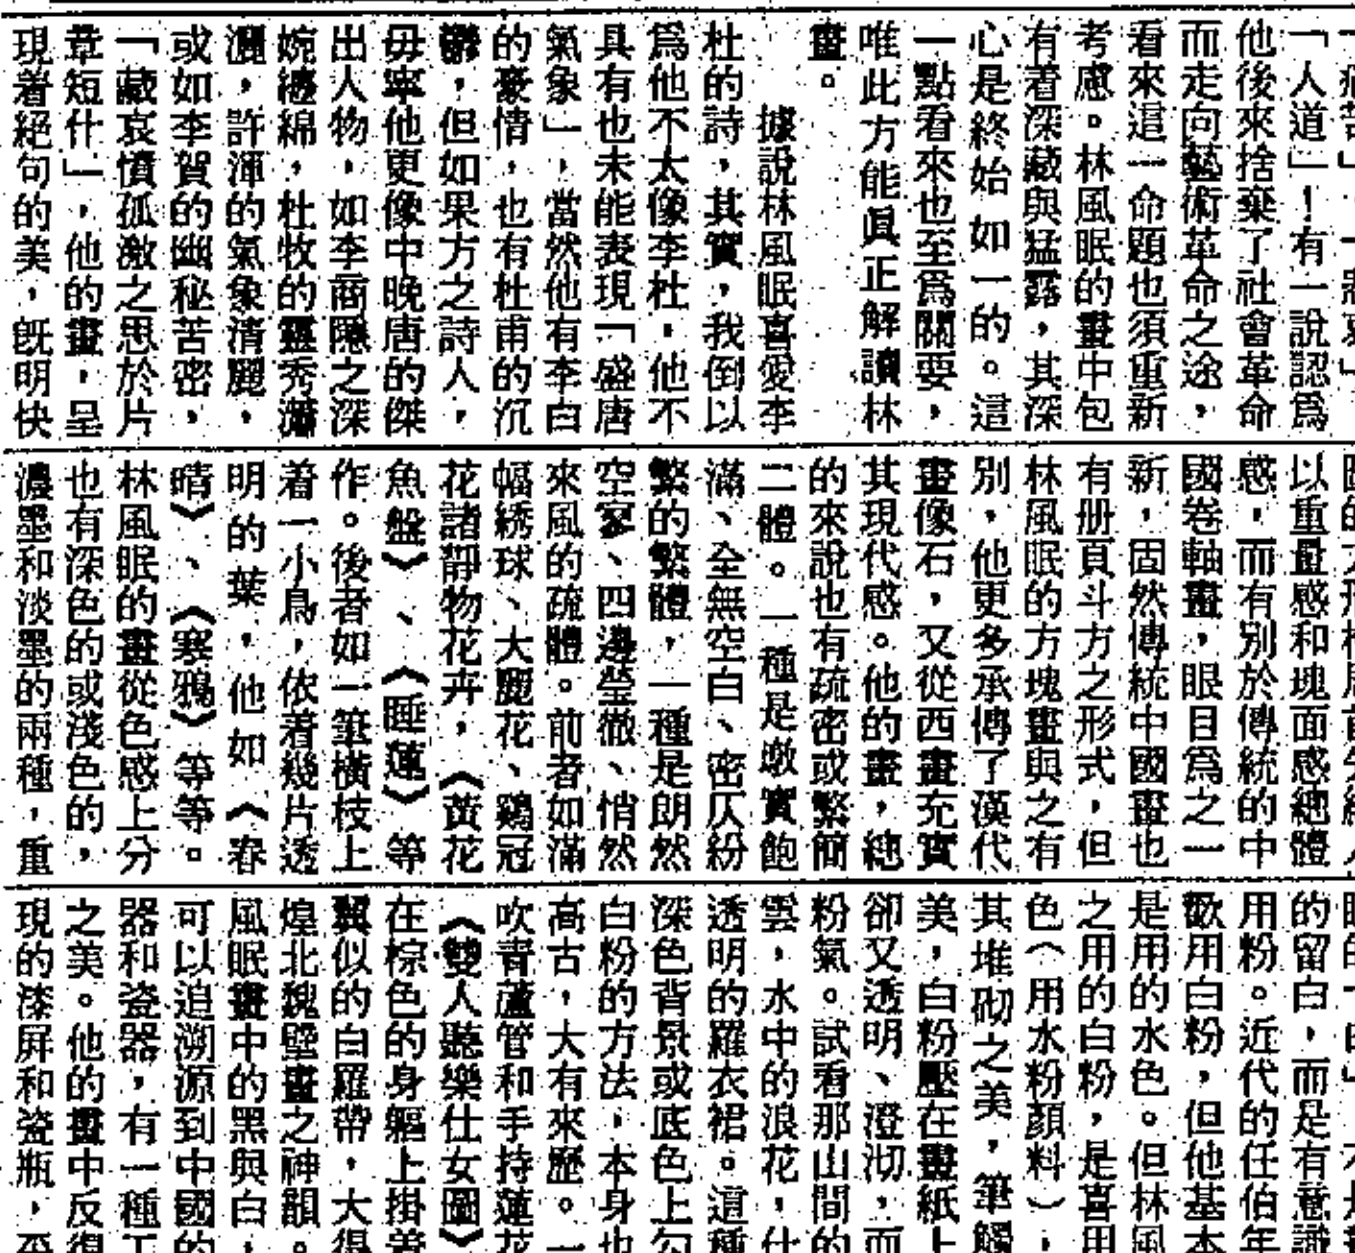 「人道」！有一說認爲
他後來捨棄了社會革命
而走向藝術革命之途，
看來這一命題也須重新
考慮。林風眠的畫中包
有着深藏與猛露，其深
心是終始如一的。這
一點看來也至爲關要，
唯此方能眞正解讀林
畫。
據說林風眠喜愛李
杜的詩，其實，我倒以
爲他不太像李杜，他不
具有也未能表現「盛唐
氣象」，當然他有李白
的豪情，也有杜甫的沉
鬱，但如果方之詩人，
毋寧他更像中晚唐的傑
出人物，如李商隱之深
婉纏綿，杜牧的靈秀瀟
灑，許渾的氣象清麗，
或如李賀的幽秘苦密，
「藏哀憤孤激之思於片
章短什」，他的畫，呈
現着絕句的美，既明快
以重量感和塊面感總體
感，而有別於傳統的中
國卷軸畫，眼目爲之一
新，固然傳統中國畫也
有册頁斗方之形式，但
林風眠的方塊畫與之有
別，他更多承傳了漢代
畫像石，又從西畫充實
其現代感。他的畫，總
的來說也有疏密或繁簡
二體。一種是墩實飽
滿、全無空白、密仄紛
繁的繁體，一種是朗然
空寥、四邊瑩徹、悄然
來風的疏體。前者如滿
幅綉球、大麗花、鷄冠
花諸靜物花卉，《黃花
魚盤》、《睡蓮》等
作。後者如一筆橫枝上
着一小鳥，依着幾片透
明的葉，他如《春
晴》、《寒鴉》等等。
林風眠的畫從色感上分
也有深色的或淺色的，
濃墨和淡墨的兩種，重
的留白，而是有意識
用粉。近代的任伯年
歡用白粉，但他基本
是用的水色。但林風
之用的白粉，是喜用
色（用水粉顏料），
其堆砌之美，筆觸
美，白粉壓在畫紙上
卻又透明、澄沏，而
粉氣。試看那山間的
雲，水中的浪花，仕
透明的羅衣裙。這種
深色背景或底色上勾
白粉的方法，本身也
高古，大有來歷。一
吹青蘆管和手持蓮花
《雙人聽樂仕女圖》
在棕色的身軀上掛着
翼似的白羅帶，大得
煌北魏壁畫之神韻。
風眠畫中的黑與白，
可以追溯源到中國的
器和瓷器，有一種工
之美。他的畫中反復
現的漆屏和瓷瓶，至